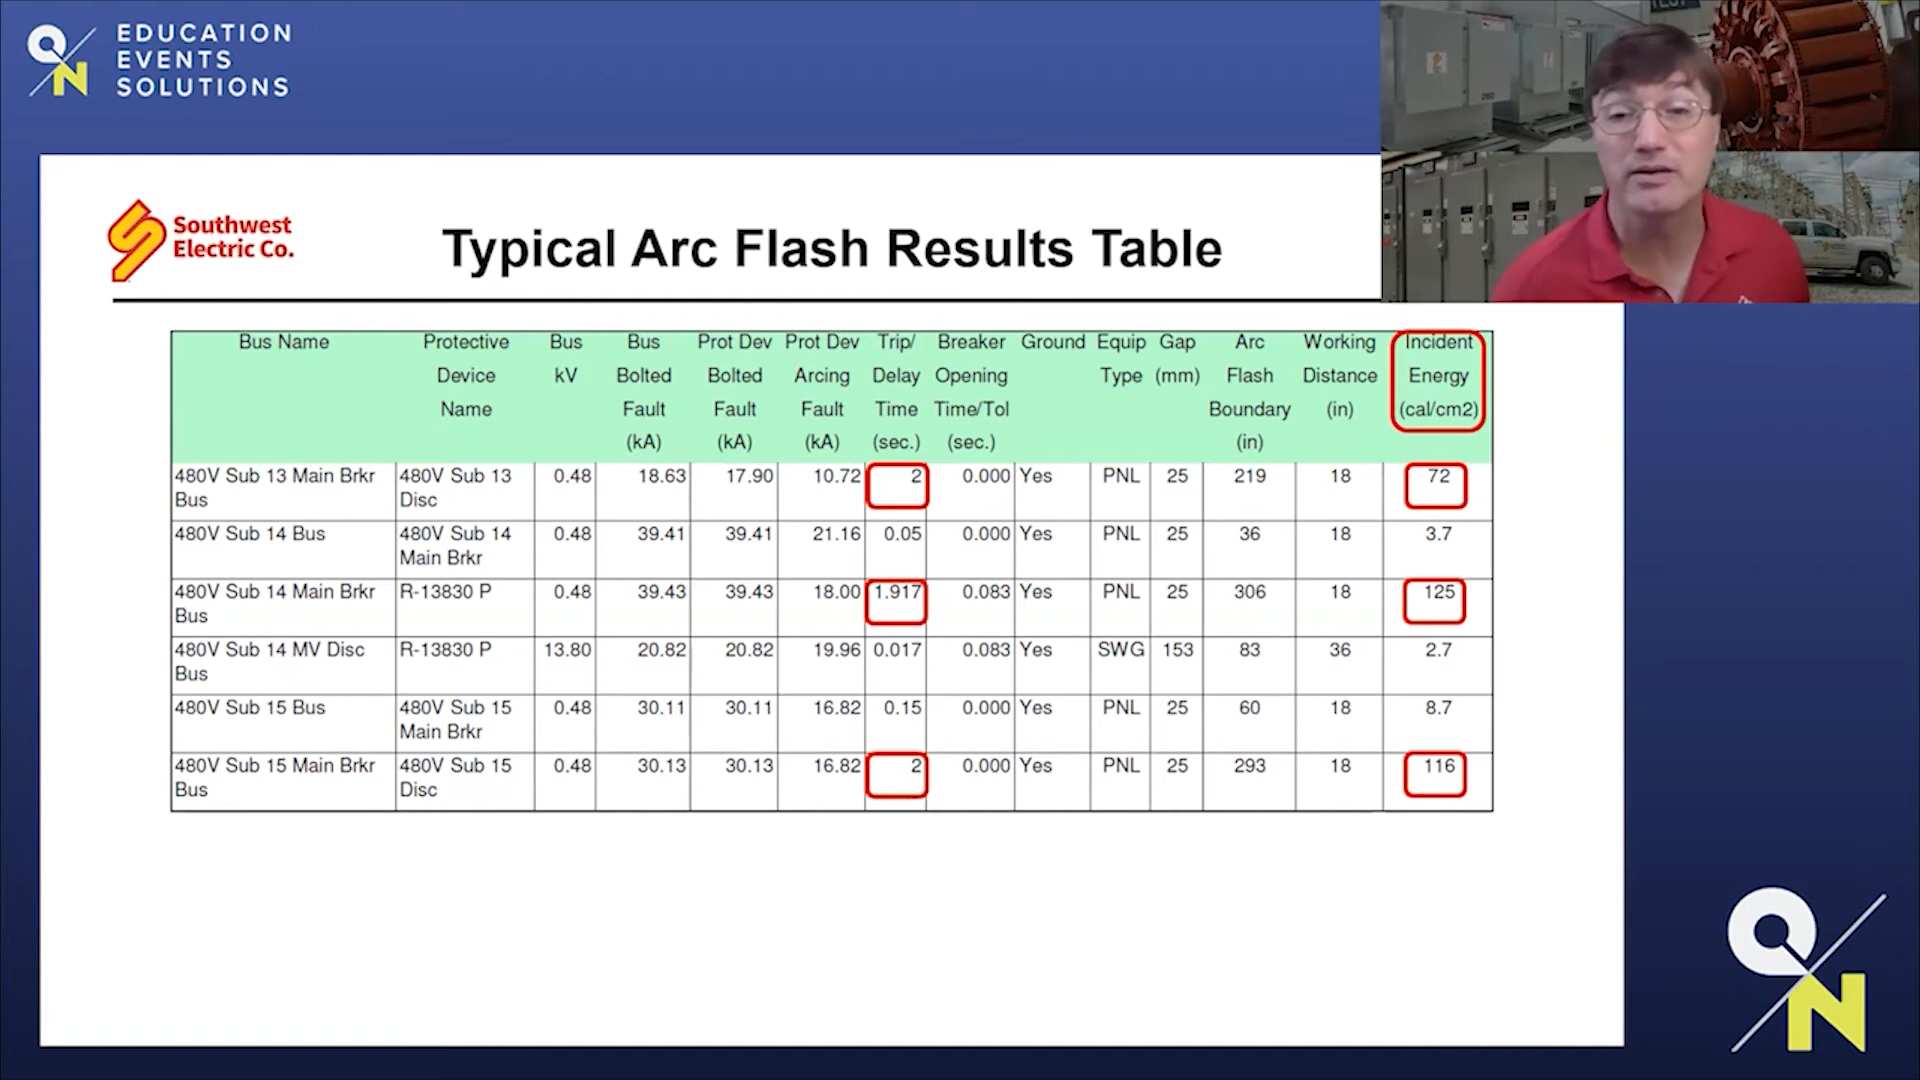 EDUCATION
EVENTS
SOLUTIONS
Southwest
Electric Co.
Typical Arc Flash Results Table
Bus Name Protective Bus Bus Prot Dev Prot Dev Trip/ Breaker Ground Equip Gap Arc Working Incident
Device kV Bolted Bolted Arcing Delay Opening Type (mm) Flash Distance Energy
Name Fault Fault Fault Time Time/Tol Boundary (in) (cal/cm2)
(kA) (kA) (kA) (sec.) (sec.) (in)
480V Sub 13 Main Brkr 480V Sub 13 0.48 18.63 17.90 10.72 2 0.000 Yes PNL 25 219 18 72
Bus Disc
480V Sub 14 Bus 480V Sub 14 0.48 39.41 39.41 21.16 0.05 0.000 Yes PNL 25 36 18 3.7
Main Brkr
480V Sub 14 Main Brkr R-13830 P 0.48 39.43 39.43 18.00 1.917 0.083 Yes PNL 25 306 18 125
Bus
480V Sub 14 MV Disc R-13830 P 13.80 20.82 20.82 19.96 0.017 0.083 Yes SWG 153 83 36 2.7
Bus
480V Sub 15 Bus 480V Sub 15 0.48 30.11 30.11 16.82 0.15 0.000 Yes PNL 25 60 18 8.7
Main Brkr
480V Sub 15 Main Brkr 480V Sub 15 0.48 30.13 30.13 16.82 2 0.000 Yes PNL 25 293 18 116
Bus Disc